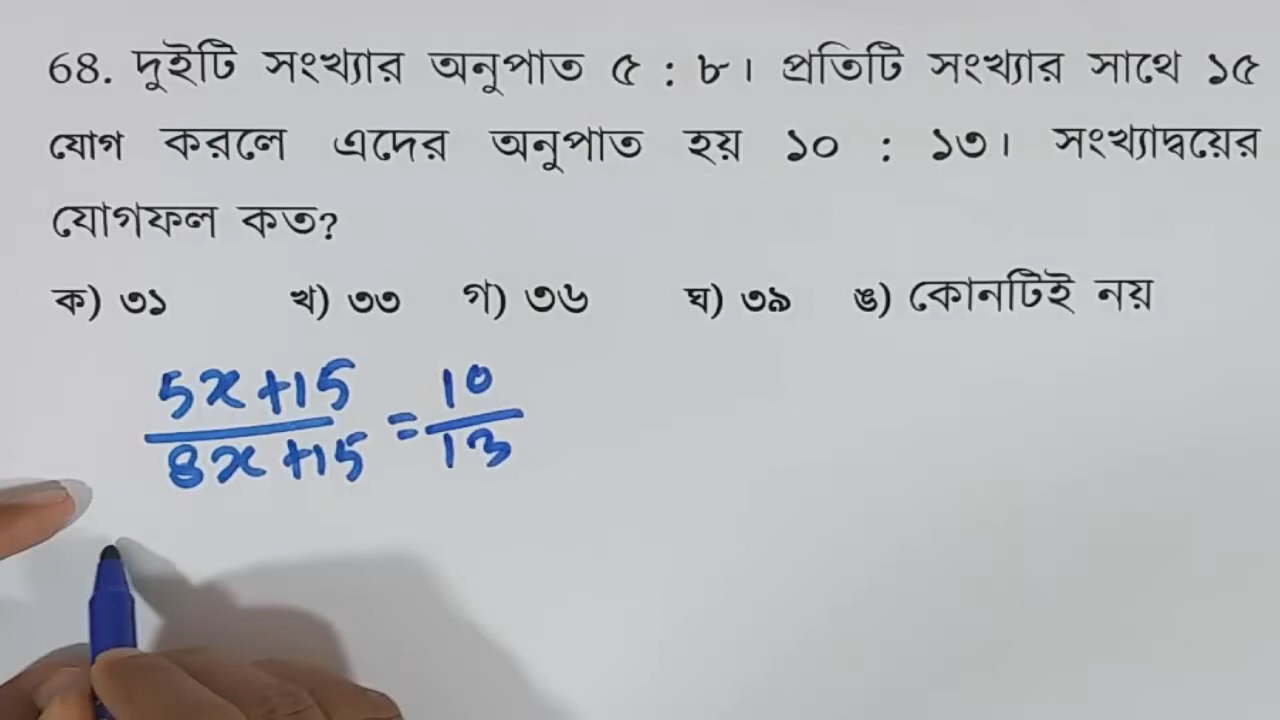 68. দুইটি সংখ্যার অনুপাত ৫ : ৮। প্রতিটি সংখ্যার সাথে ১৫
যোগ করলে এদের অনুপাত হয় ১০ : ১৩। সংখ্যাদ্বয়ের
যোগফল কত?
ক) ৩১ খ) ৩৩ গ) ৩৬ ঘ) ৩৯ ঙ) কোনটিই নয়
5x+15 = 10
8x+15 13